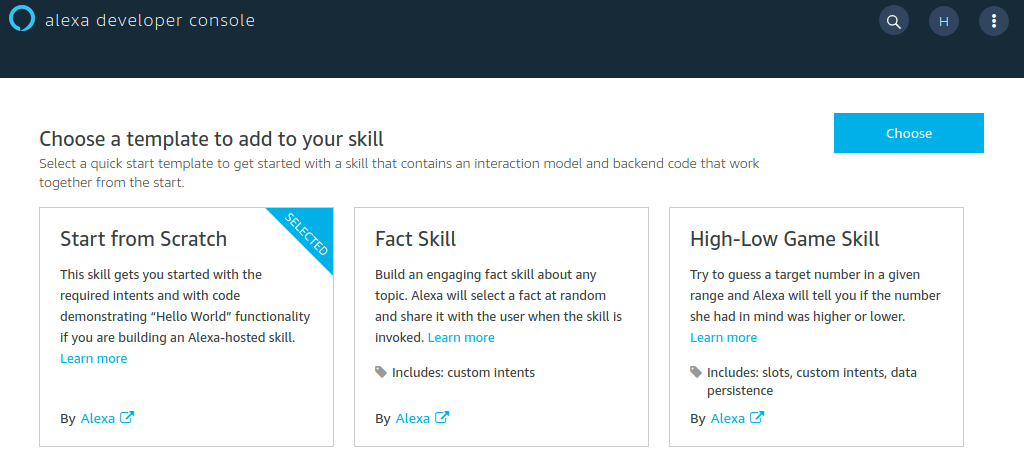 alexa developer console
H
Choose a template to add to your skill
Choose
Select a quick start template to get started with a skill that contains an interaction model and backend code that work
together from the start.
Start from Scratch
SELECTED
This skill gets you started with the
required intents and with code
demonstrating “Hello World” functionality
if you are building an Alexa-hosted skill.
Learn more
By Alexa
Fact Skill
Build an engaging fact skill about any
topic. Alexa will select a fact at random
and share it with the user when the skill is
invoked. Learn more
Includes: custom intents
By Alexa
High-Low Game Skill
Try to guess a target number in a given
range and Alexa will tell you if the number
she had in mind was higher or lower.
Learn more
Includes: slots, custom intents, data
persistence
By Alexa